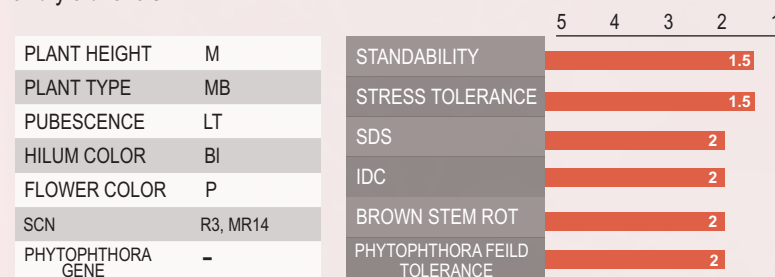 5 4 3 2 1
PLANT HEIGHT M
PLANT TYPE MB
PUBESCENCE LT
HILUM COLOR Bl
FLOWER COLOR P
SCN R3, MR14
PHYTOPHTHORA
GENE -
STANDABILITY 1.5
STRESS TOLERANCE 1.5
SDS 2
IDC 2
BROWN STEM ROT 2
PHYTOPHTHORA FEILD
TOLERANCE 2